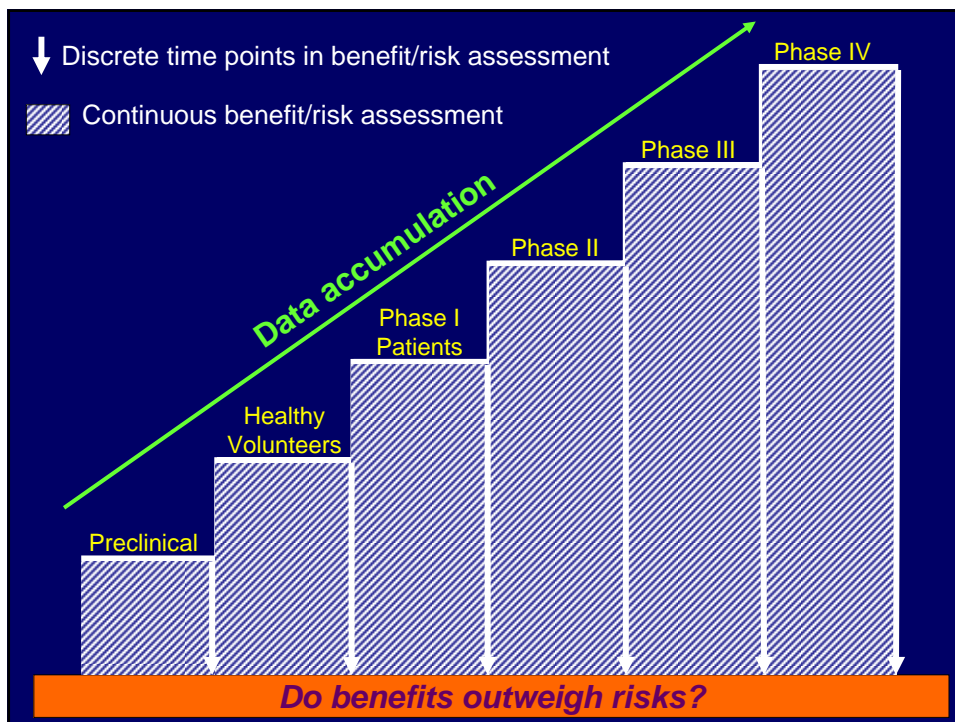 Discrete time points in benefit/risk assessment
Continuous benefit/risk assessment
Data accumulation
Preclinical
Healthy
Volunteers
Phase I
Patients
Phase II
Phase III
Phase IV
Do benefits outweigh risks?